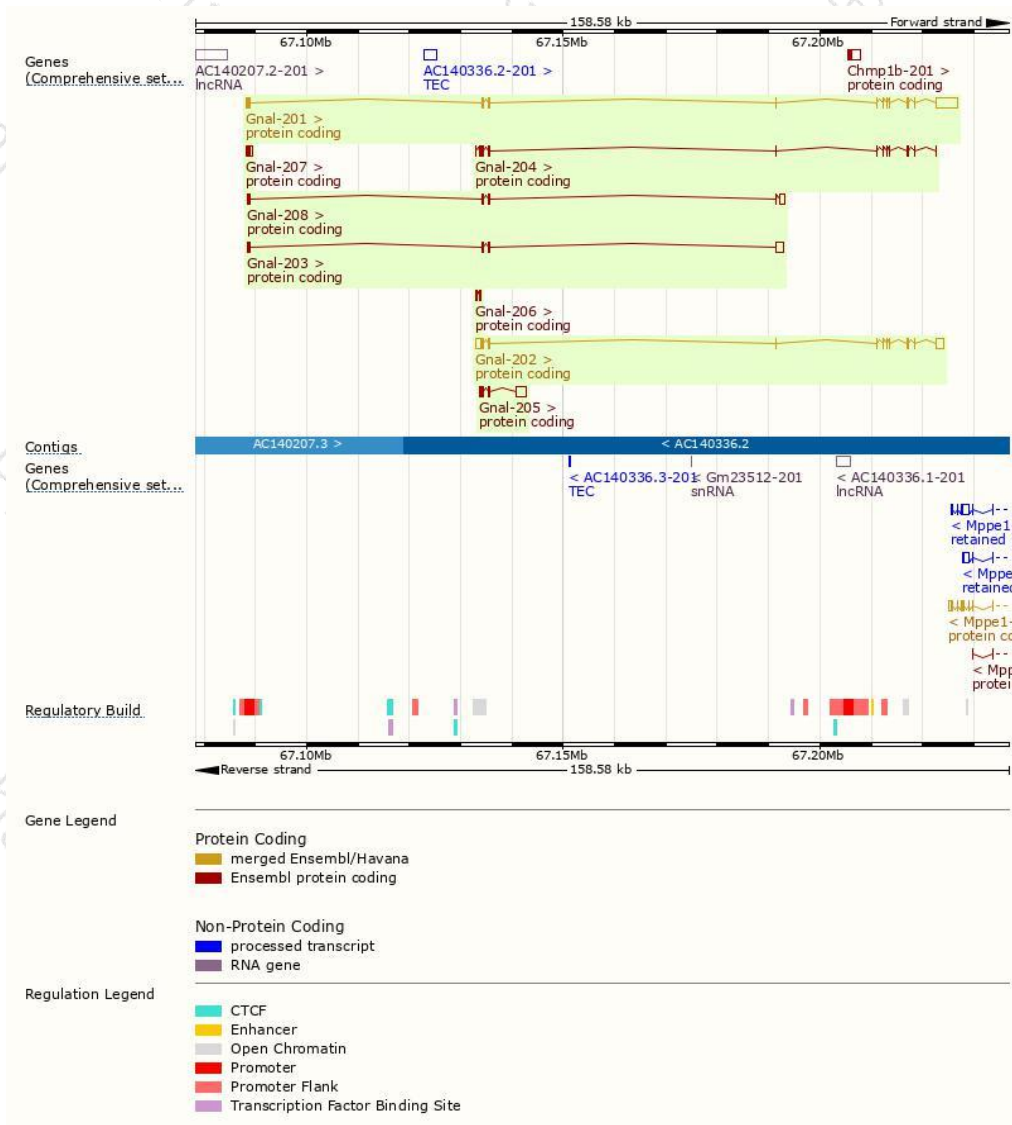 158.58 kb
Forward strand
67.10Mb 67.15Mb 67.20Mb
Genes
(Comprehensive set...
AC140207.2-201 >
lncRNA
AC140336.2-201 >
TEC
Chmp1b-201 >
protein coding
Gnal-201 >
protein coding
Gnal-207 >
protein coding
Gnal-204 >
protein coding
Gnal-208 >
protein coding
Gnal-203 >
protein coding
Gnal-206 >
protein coding
Gnal-202 >
protein coding
Gnal-205 >
protein coding
Contigs
AC140207.3 >
< AC140336.2
Genes
(Comprehensive set...
< AC140336.3-201
TEC
< Gm23512-201
snRNA
< AC140336.1-201
lncRNA
< Mppe1
retained
< Mppe
retained
< Mppe1-
protein co
< Mpp
protei
Regulatory Build
67.10Mb 67.15Mb 67.20Mb
Reverse strand
158.58 kb
Gene Legend
Protein Coding
merged Ensembl/Havana
Ensembl protein coding
Non-Protein Coding
processed transcript
RNA gene
Regulation Legend
CTCF
Enhancer
Open Chromatin
Promoter
Promoter Flank
Transcription Factor Binding Site